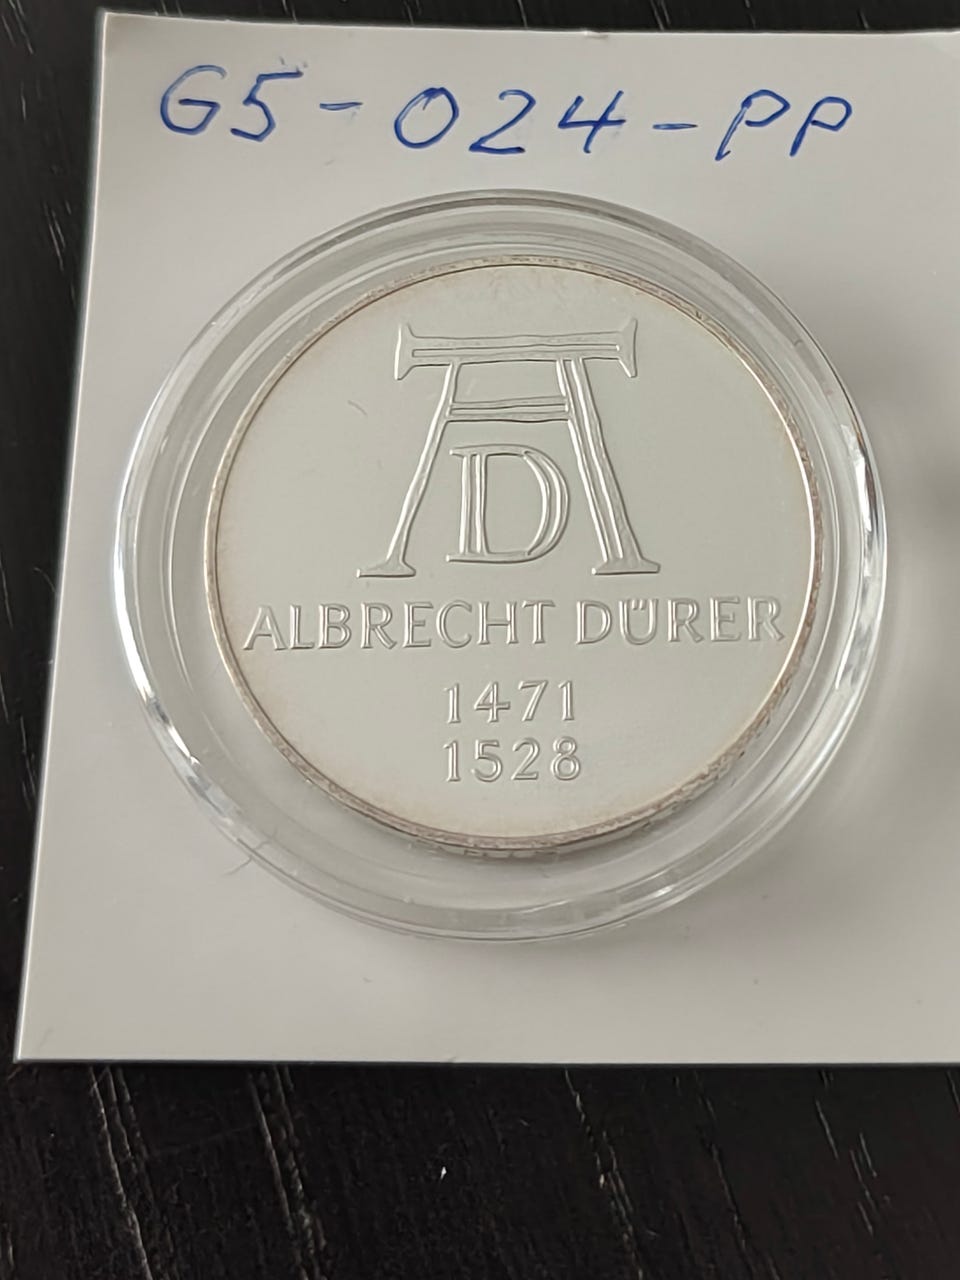 G5-024-PP
AD
ALBRECHT DÜRER
1471
1528